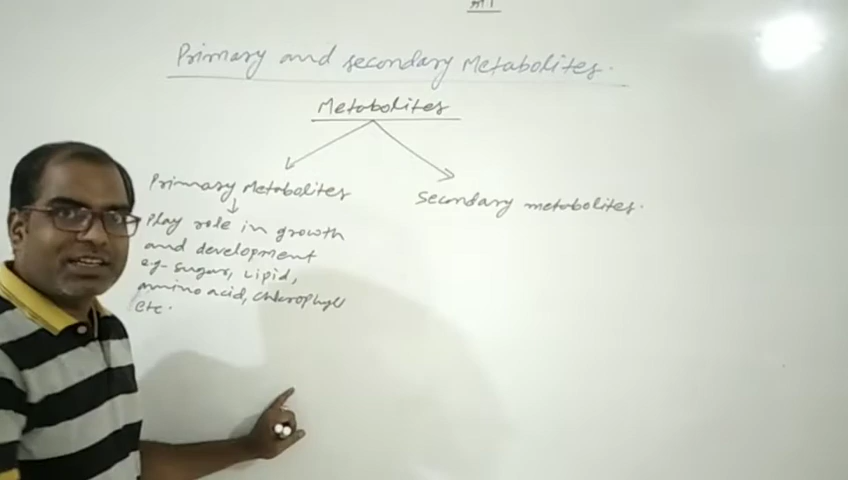 Primary and secondary Metabolites.
Metabolites
Primary Metabolites
Secondary metabolites.
Play role in growth
and development
e.g- sugars, Lipid,
amino acid, chlorophyll
etc.